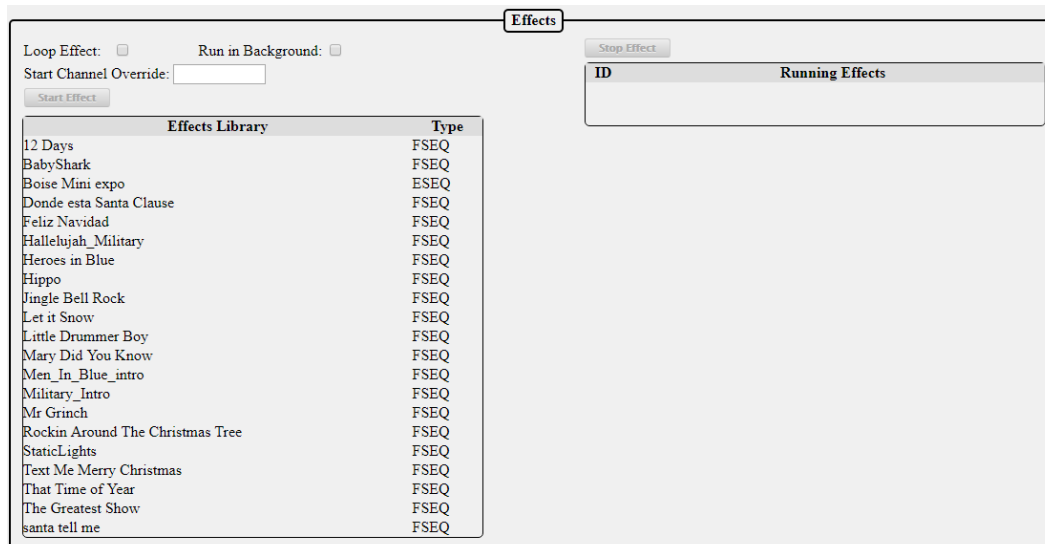 Effects
Loop Effect: Run in Background:
Start Channel Override:
Start Effect
Effects Library Type
12 Days FSEQ
BabyShark FSEQ
Boise Mini expo ESEQ
Donde esta Santa Clause FSEQ
Feliz Navidad FSEQ
Hallelujah_Military FSEQ
Heroes in Blue FSEQ
Hippo FSEQ
Jingle Bell Rock FSEQ
Let it Snow FSEQ
Little Drummer Boy FSEQ
Mary Did You Know FSEQ
Men_In_Blue_intro FSEQ
Military_Intro FSEQ
Mr Grinch FSEQ
Rockin Around The Christmas Tree FSEQ
StaticLights FSEQ
Text Me Merry Christmas FSEQ
That Time of Year FSEQ
The Greatest Show FSEQ
santa tell me FSEQ
Stop Effect
ID Running Effects